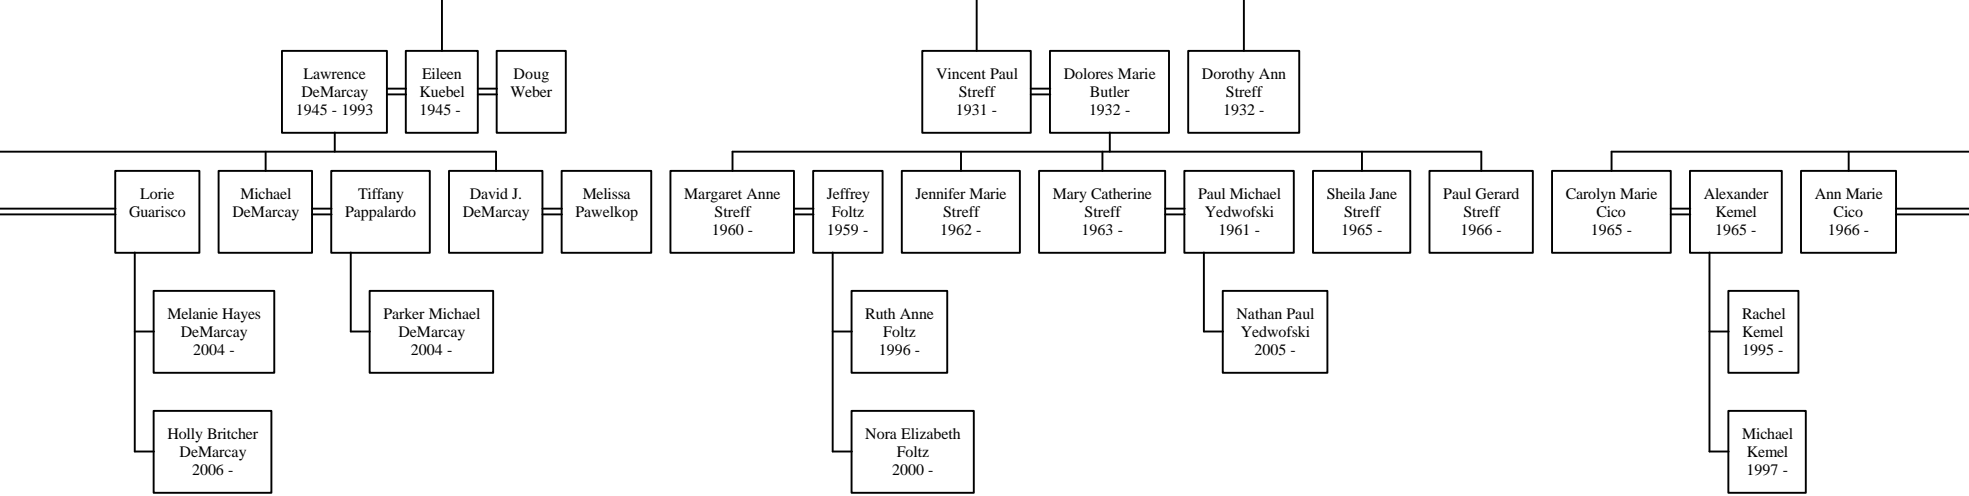 Lawrence
DeMarcay
1945 - 1993
Eileen
Kuebel
1945 -
Doug
Weber
Vincent Paul
Streff
1931 -
Dolores Marie
Butler
1932 -
Dorothy Ann
Streff
1932 -
Lorie
Guarisco
Michael
DeMarcay
Tiffany
Pappalardo
David J.
DeMarcay
Melissa
Pawelkop
Margaret Anne
Streff
1960 -
Jeffrey
Foltz
1959 -
Jennifer Marie
Streff
1962 -
Mary Catherine
Streff
1963 -
Paul Michael
Yedwofski
1961 -
Sheila Jane
Streff
1965 -
Paul Gerard
Streff
1966 -
Carolyn Marie
Cico
1965 -
Alexander
Kemel
1965 -
Ann Marie
Cico
1966 -
Melanie Hayes
DeMarcay
2004 -
Parker Michael
DeMarcay
2004 -
Ruth Anne
Foltz
1996 -
Nathan Paul
Yedwofski
2005 -
Rachel
Kemel
1995 -
Holly Britcher
DeMarcay
2006 -
Nora Elizabeth
Foltz
2000 -
Michael
Kemel
1997 -